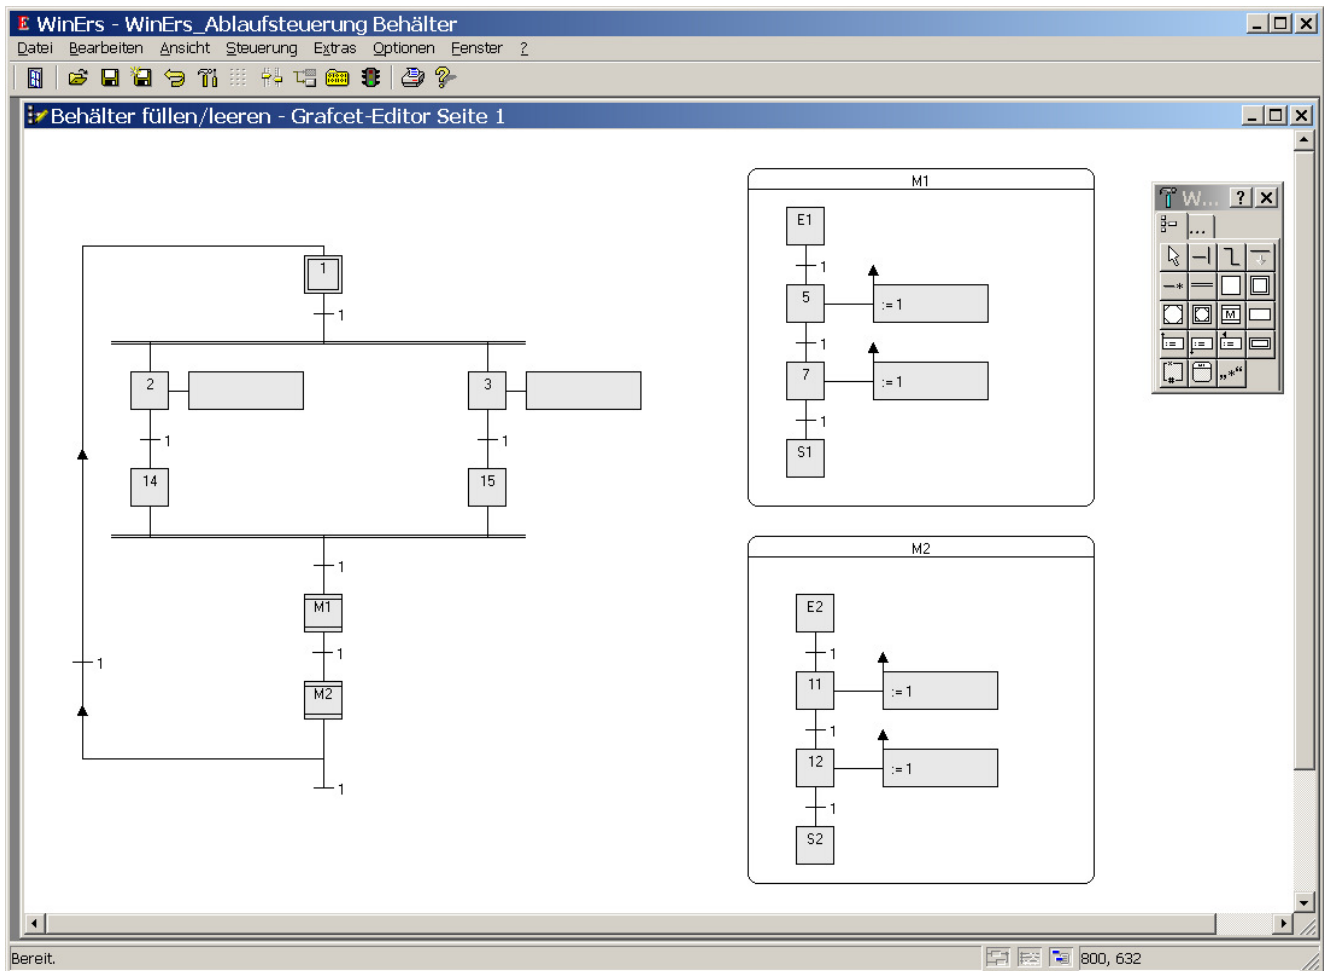 WinErs - WinErs_Ablaufsteuerung Behälter
Datei Bearbeiten Ansicht Steuerung Extras Optionen Fenster ?
Behälter füllen/leeren - Grafcet-Editor Seite 1
1
1
2
3
1
1
14
15
1
M1
1
M2
1
1
M1
E1
1
5
:= 1
1
7
:= 1
1
S1
M2
E2
1
11
:= 1
1
12
:= 1
1
S2
W... ?
...
M
:= := :=
„*“
Bereit.
800, 632